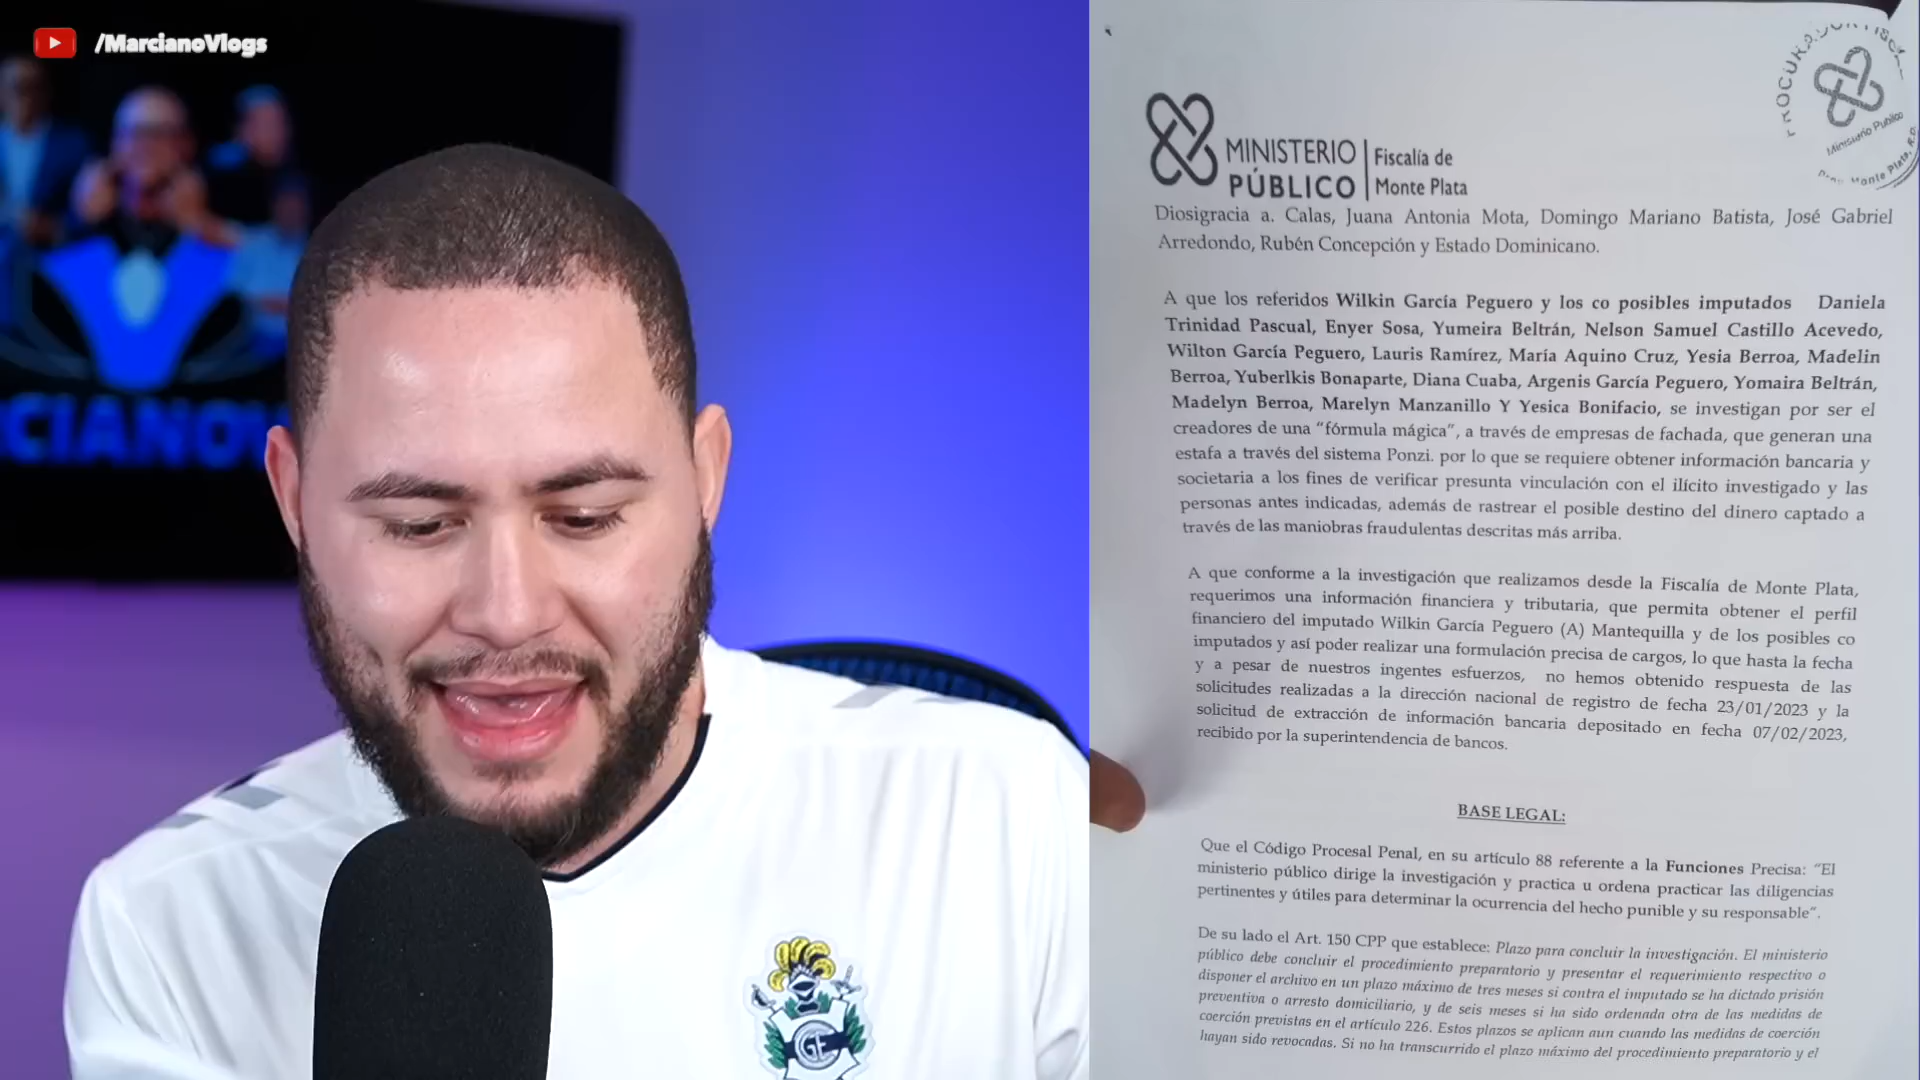 /MarcianoVlogs
CIANOV
PROCURADOR FISCAL
Ministerio Publico
Monte Plata, R.D.
MINISTERIO
PÚBLICO
Fiscalía de
Monte Plata
Diosigracia a. Calas, Juana Antonia Mota, Domingo Mariano Batista, José Gabriel
Arredondo, Rubén Concepción y Estado Dominicano.
A que los referidos Wilkin García Peguero y los co posibles imputados Daniela
Trinidad Pascual, Enyer Sosa, Yumeira Beltrán, Nelson Samuel Castillo Acevedo,
Wilton García Peguero, Lauris Ramírez, María Aquino Cruz, Yesia Berroa, Madelin
Berroa, Yuberlkis Bonaparte, Diana Cuaba, Argenis García Peguero, Yomaira Beltrán,
Madelyn Berroa, Marelyn Manzanillo Y Yesica Bonifacio, se investigan por ser el
creadores de una “fórmula mágica”, a través de empresas de fachada, que generan una
estafa a través del sistema Ponzi. por lo que se requiere obtener información bancaria y
societaria a los fines de verificar presunta vinculación con el ilícito investigado y las
personas antes indicadas, además de rastrear el posible destino del dinero captado a
través de las maniobras fraudulentas descritas más arriba.
A que conforme a la investigación que realizamos desde la Fiscalía de Monte Plata,
requerimos una información financiera y tributaria, que permita obtener el perfil
financiero del imputado Wilkin García Peguero (A) Mantequilla y de los posibles co
imputados y así poder realizar una formulación precisa de cargos, lo que hasta la fecha
y a pesar de nuestros ingentes esfuerzos, no hemos obtenido respuesta de las
solicitudes realizadas a la dirección nacional de registro de fecha 23/01/2023 y la
solicitud de extracción de información bancaria depositado en fecha 07/02/2023,
recibido por la superintendencia de bancos.
BASE LEGAL:
Que el Código Procesal Penal, en su artículo 88 referente a la Funciones Precisa: “El
ministerio público dirige la investigación y practica u ordena practicar las diligencias
pertinentes y útiles para determinar la ocurrencia del hecho punible y su responsable”.
De su lado el Art. 150 CPP que establece: Plazo para concluir la investigación. El ministerio
público debe concluir el procedimiento preparatorio y presentar el requerimiento respectivo o
disponer el archivo en un plazo máximo de tres meses si contra el imputado se ha dictado prisión
preventiva o arresto domiciliario, y de seis meses si ha sido ordenada otra de las medidas de
coerción previstas en el artículo 226. Estos plazos se aplican aun cuando las medidas de coerción
hayan sido revocadas. Si no ha transcurrido el plazo máximo del procedimiento preparatorio y el